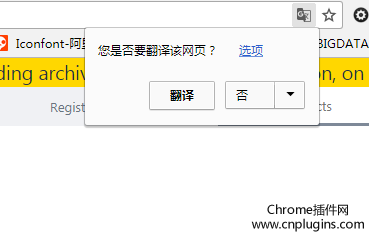 Iconfont-阿里
BIGDATA
您是否要翻译该网页？ 选项
ding archiv
on, on
翻译 否
Regist
cts
Chrome插件网
www.cnplugins.com